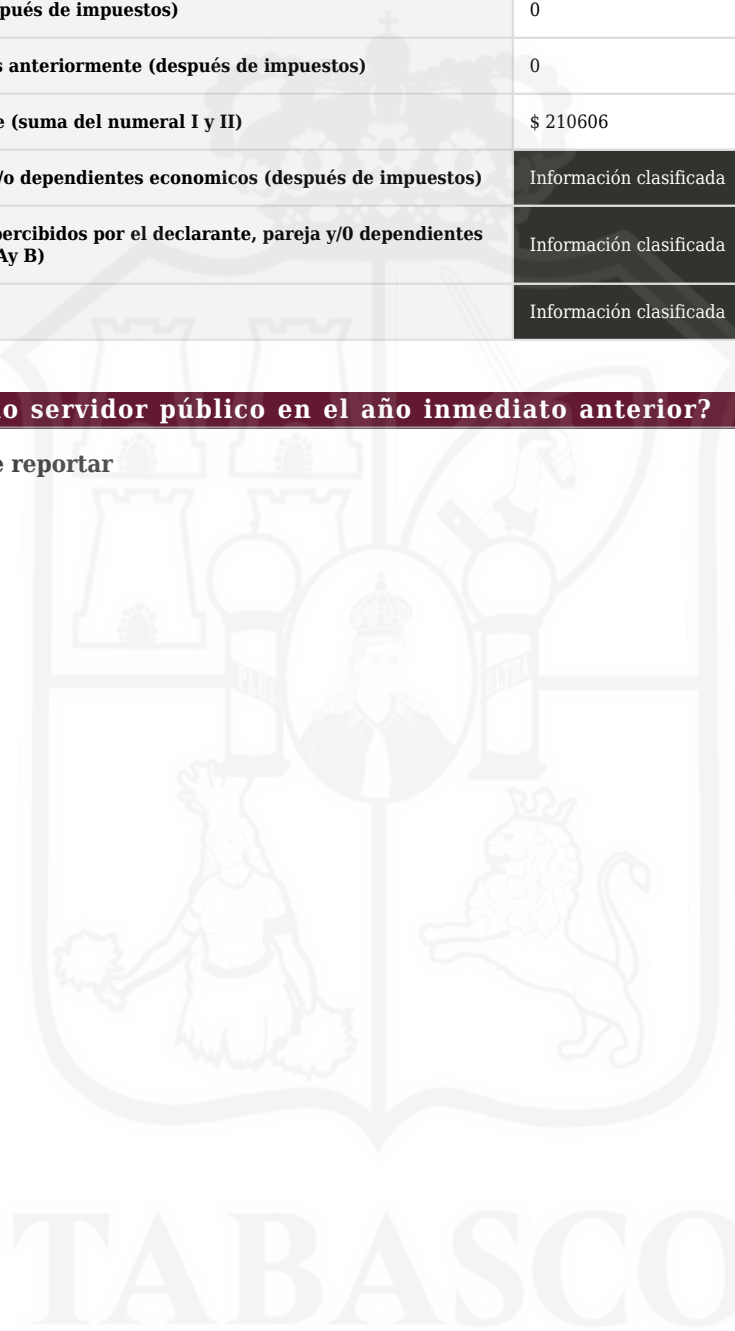 pués de impuestos) 0
s anteriormente (después de impuestos) 0
e (suma del numeral I y II) $ 210606
/o dependientes economicos (después de impuestos) Información clasificada
percibidos por el declarante, pareja y/0 dependientes
Ay B) Información clasificada
Información clasificada
o servidor público en el año inmediato anterior?
e reportar
PLUS ULTRA
TABASCO